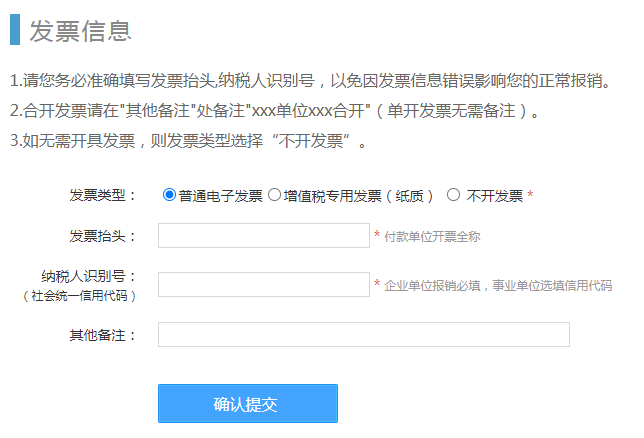 发票信息
1.请您务必准确填写发票抬头,纳税人识别号，以免因发票信息错误影响您的正常报销。
2.合开发票请在"其他备注"处备注"xxx单位xxx合开"（单开发票无需备注）。
3.如无需开具发票，则发票类型选择“不开发票”。
发票类型： 普通电子发票 增值税专用发票（纸质） 不开发票 *
发票抬头： * 付款单位开票全称
纳税人识别号： * 企业单位报销必填，事业单位选填信用代码
（社会统一信用代码）
其他备注：
确认提交